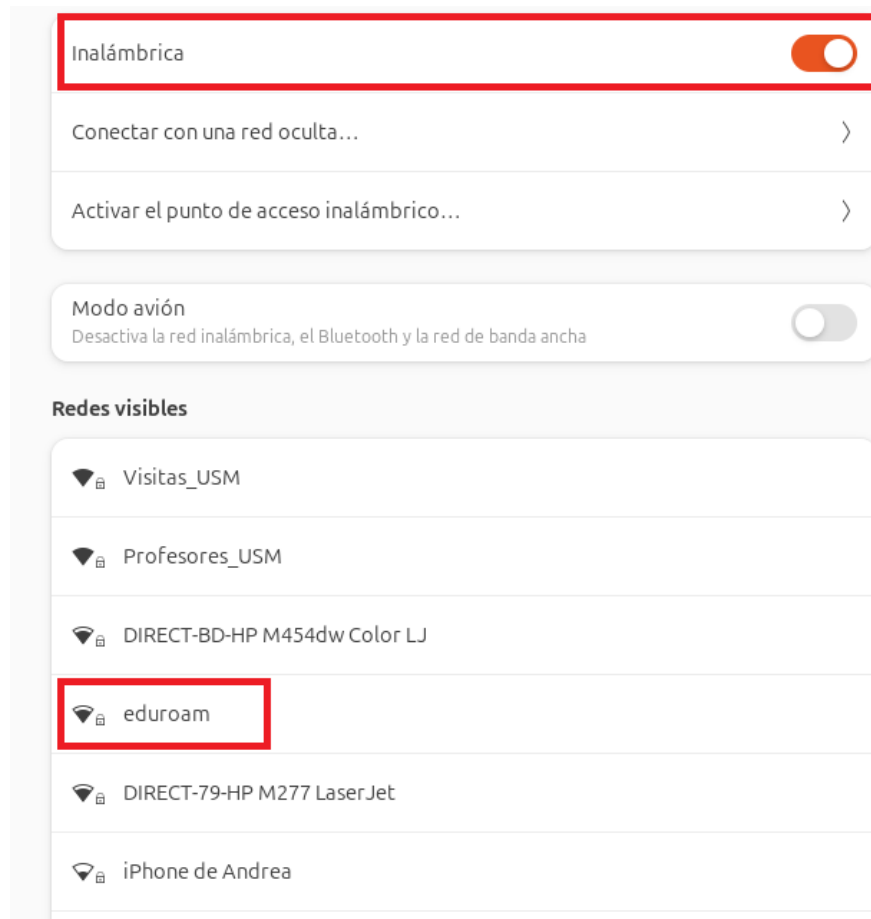 Inalámbrica
Conectar con una red oculta...
Activar el punto de acceso inalámbrico...
Modo avión
Desactiva la red inalámbrica, el Bluetooth y la red de banda ancha
Redes visibles
Visitas_USM
Profesores_USM
DIRECT-BD-HP M454dw Color LJ
eduroam
DIRECT-79-HP M277 LaserJet
iPhone de Andrea